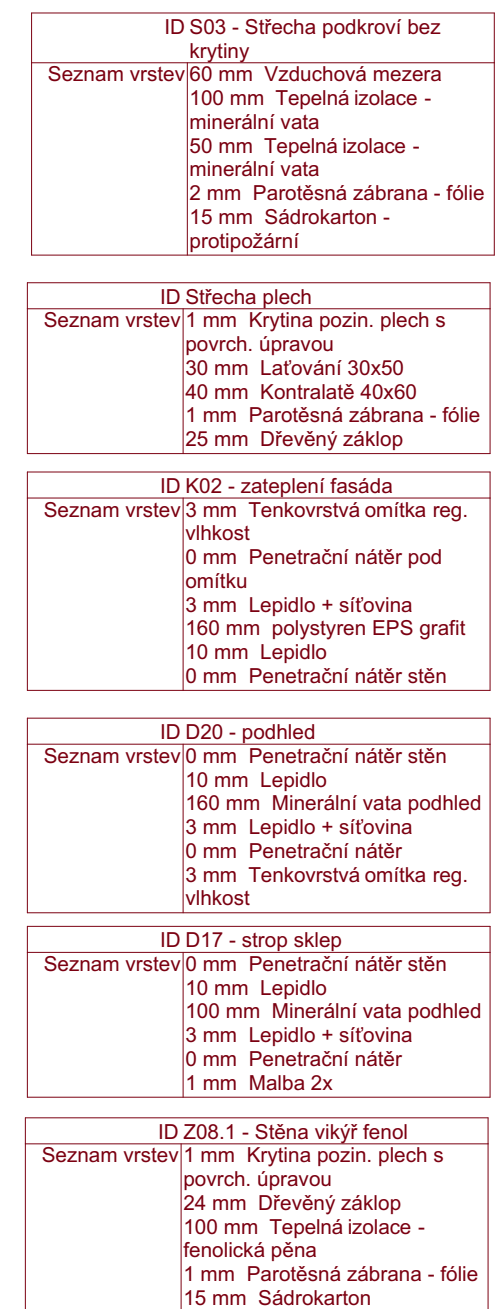 ID S03 - Střecha podkroví bez
krytiny
Seznam vrstev 60 mm Vzduchová mezera
100 mm Tepelná izolace -
minerální vata
50 mm Tepelná izolace -
minerální vata
2 mm Parotěsná zábrana - fólie
15 mm Sádrokarton -
protipožární
ID Střecha plech
Seznam vrstev 1 mm Krytina pozin. plech s
povrch. úpravou
30 mm Laťování 30x50
40 mm Kontralatě 40x60
1 mm Parotěsná zábrana - fólie
25 mm Dřevěný záklop
ID K02 - zateplení fasáda
Seznam vrstev 3 mm Tenkovrstvá omítka reg.
vlhkost
0 mm Penetrační nátěr pod
omítku
3 mm Lepidlo + síťovina
160 mm polystyren EPS grafit
10 mm Lepidlo
0 mm Penetrační nátěr stěn
ID D20 - podhled
Seznam vrstev 0 mm Penetrační nátěr stěn
10 mm Lepidlo
160 mm Minerální vata podhled
3 mm Lepidlo + síťovina
0 mm Penetrační nátěr
3 mm Tenkovrstvá omítka reg.
vlhkost
ID D17 - strop sklep
Seznam vrstev 0 mm Penetrační nátěr stěn
10 mm Lepidlo
100 mm Minerální vata podhled
3 mm Lepidlo + síťovina
0 mm Penetrační nátěr
1 mm Malba 2x
ID Z08.1 - Stěna vikýř fenol
Seznam vrstev 1 mm Krytina pozin. plech s
povrch. úpravou
24 mm Dřevěný záklop
100 mm Tepelná izolace -
fenolická pěna
1 mm Parotěsná zábrana - fólie
15 mm Sádrokarton